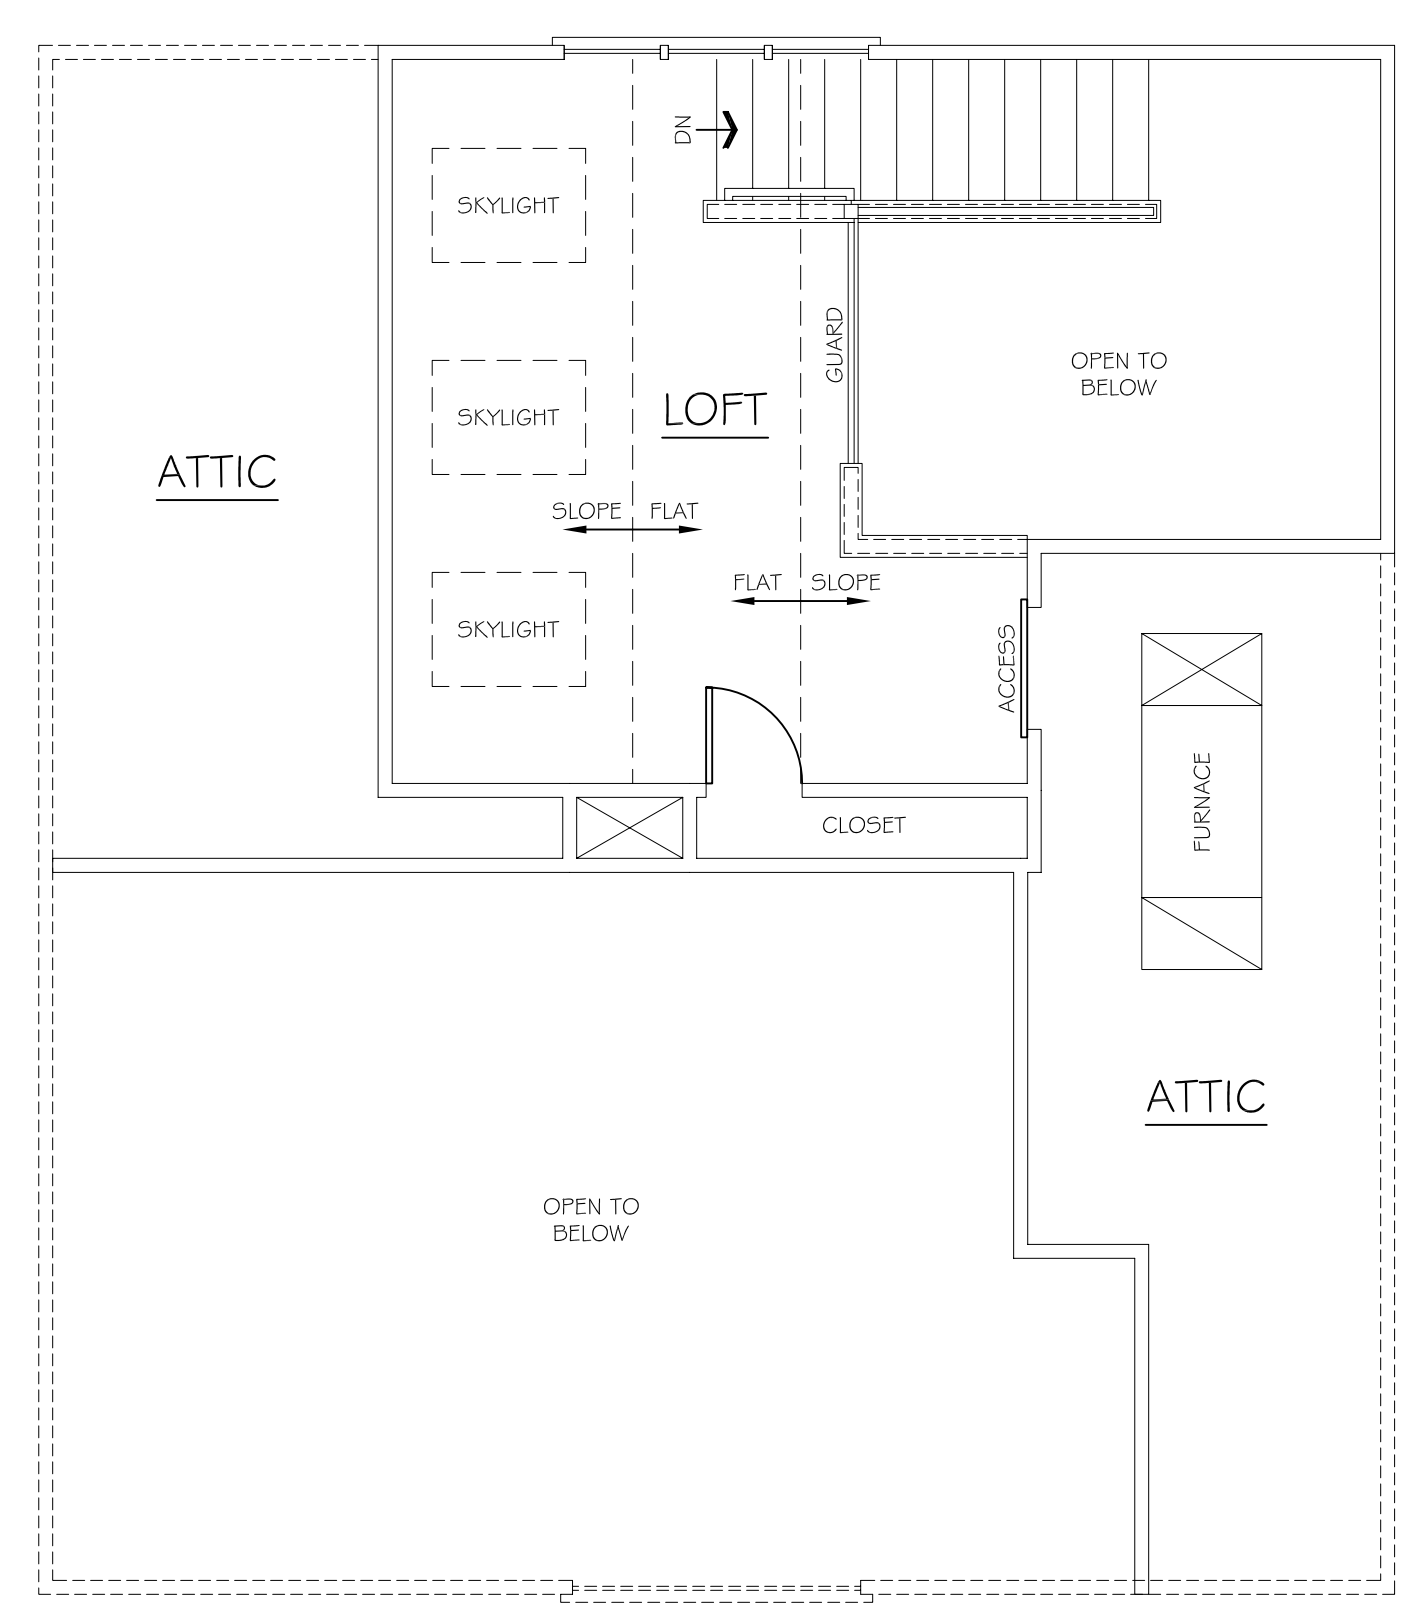 DN
SKYLIGHT
GUARD
OPEN TO
BELOW
LOFT
SKYLIGHT
ATTIC
SLOPE FLAT
FLAT SLOPE
SKYLIGHT
ACCESS
FURNACE
CLOSET
ATTIC
OPEN TO
BELOW